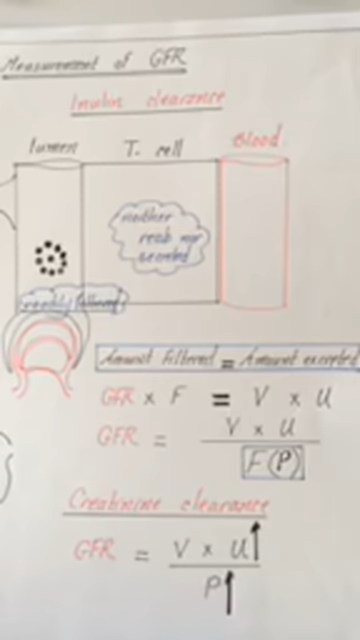 Measurement of GFR
Inulin clearance
lumen T. cell Blood
neither
reab nor
secreted
readily filtered
Amount Filtered = Amount excreted
GFR x F = V x U
GFR = V x U
F(P)
Creatinine clearance
GFR = V x U↑
P↑